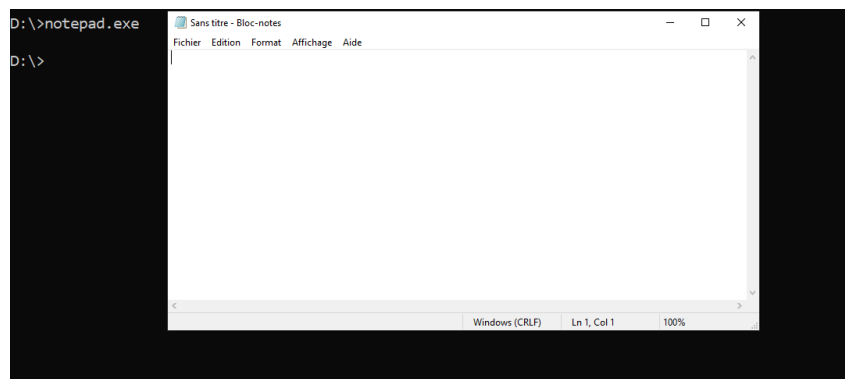 D:\>notepad.exe
D:\>
Sans titre - Bloc-notes
Fichier Edition Format Affichage Aide
Windows (CRLF) Ln 1, Col 1 100%